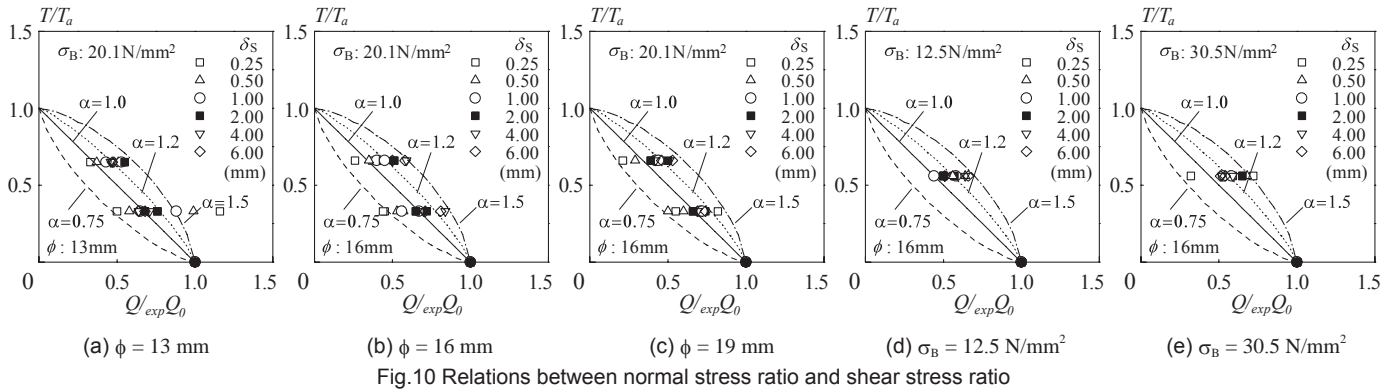 T/Ta
1.5
1.0
0.5
0
0.5
1.0
1.5
σB: 20.1N/mm²
δS
0.25
0.50
1.00
2.00
4.00
6.00
(mm)
α=1.0
α=1.2
α=0.75
α=1.5
ϕ : 13mm
Q/expQ0
(a) ϕ = 13 mm
T/Ta
1.5
1.0
0.5
0
0.5
1.0
1.5
σB: 20.1N/mm²
δS
0.25
0.50
1.00
2.00
4.00
6.00
(mm)
α=1.0
α=1.2
α=0.75
α=1.5
ϕ : 16mm
Q/expQ0
(b) ϕ = 16 mm
T/Ta
1.5
1.0
0.5
0
0.5
1.0
1.5
σB: 20.1N/mm²
δS
0.25
0.50
1.00
2.00
4.00
6.00
(mm)
α=1.0
α=1.2
α=0.75
α=1.5
ϕ : 16mm
Q/expQ0
(c) ϕ = 19 mm
T/Ta
1.5
1.0
0.5
0
0.5
1.0
1.5
σB: 12.5N/mm²
δS
0.25
0.50
1.00
2.00
4.00
6.00
(mm)
α=1.0
α=1.2
α=0.75
α=1.5
ϕ : 16mm
Q/expQ0
(d) σB = 12.5 N/mm²
T/Ta
1.5
1.0
0.5
0
0.5
1.0
1.5
σB: 30.5N/mm²
δS
0.25
0.50
1.00
2.00
4.00
6.00
(mm)
α=1.0
α=1.2
α=0.75
α=1.5
ϕ : 16mm
Q/expQ0
(e) σB = 30.5 N/mm²
Fig.10 Relations between normal stress ratio and shear stress ratio